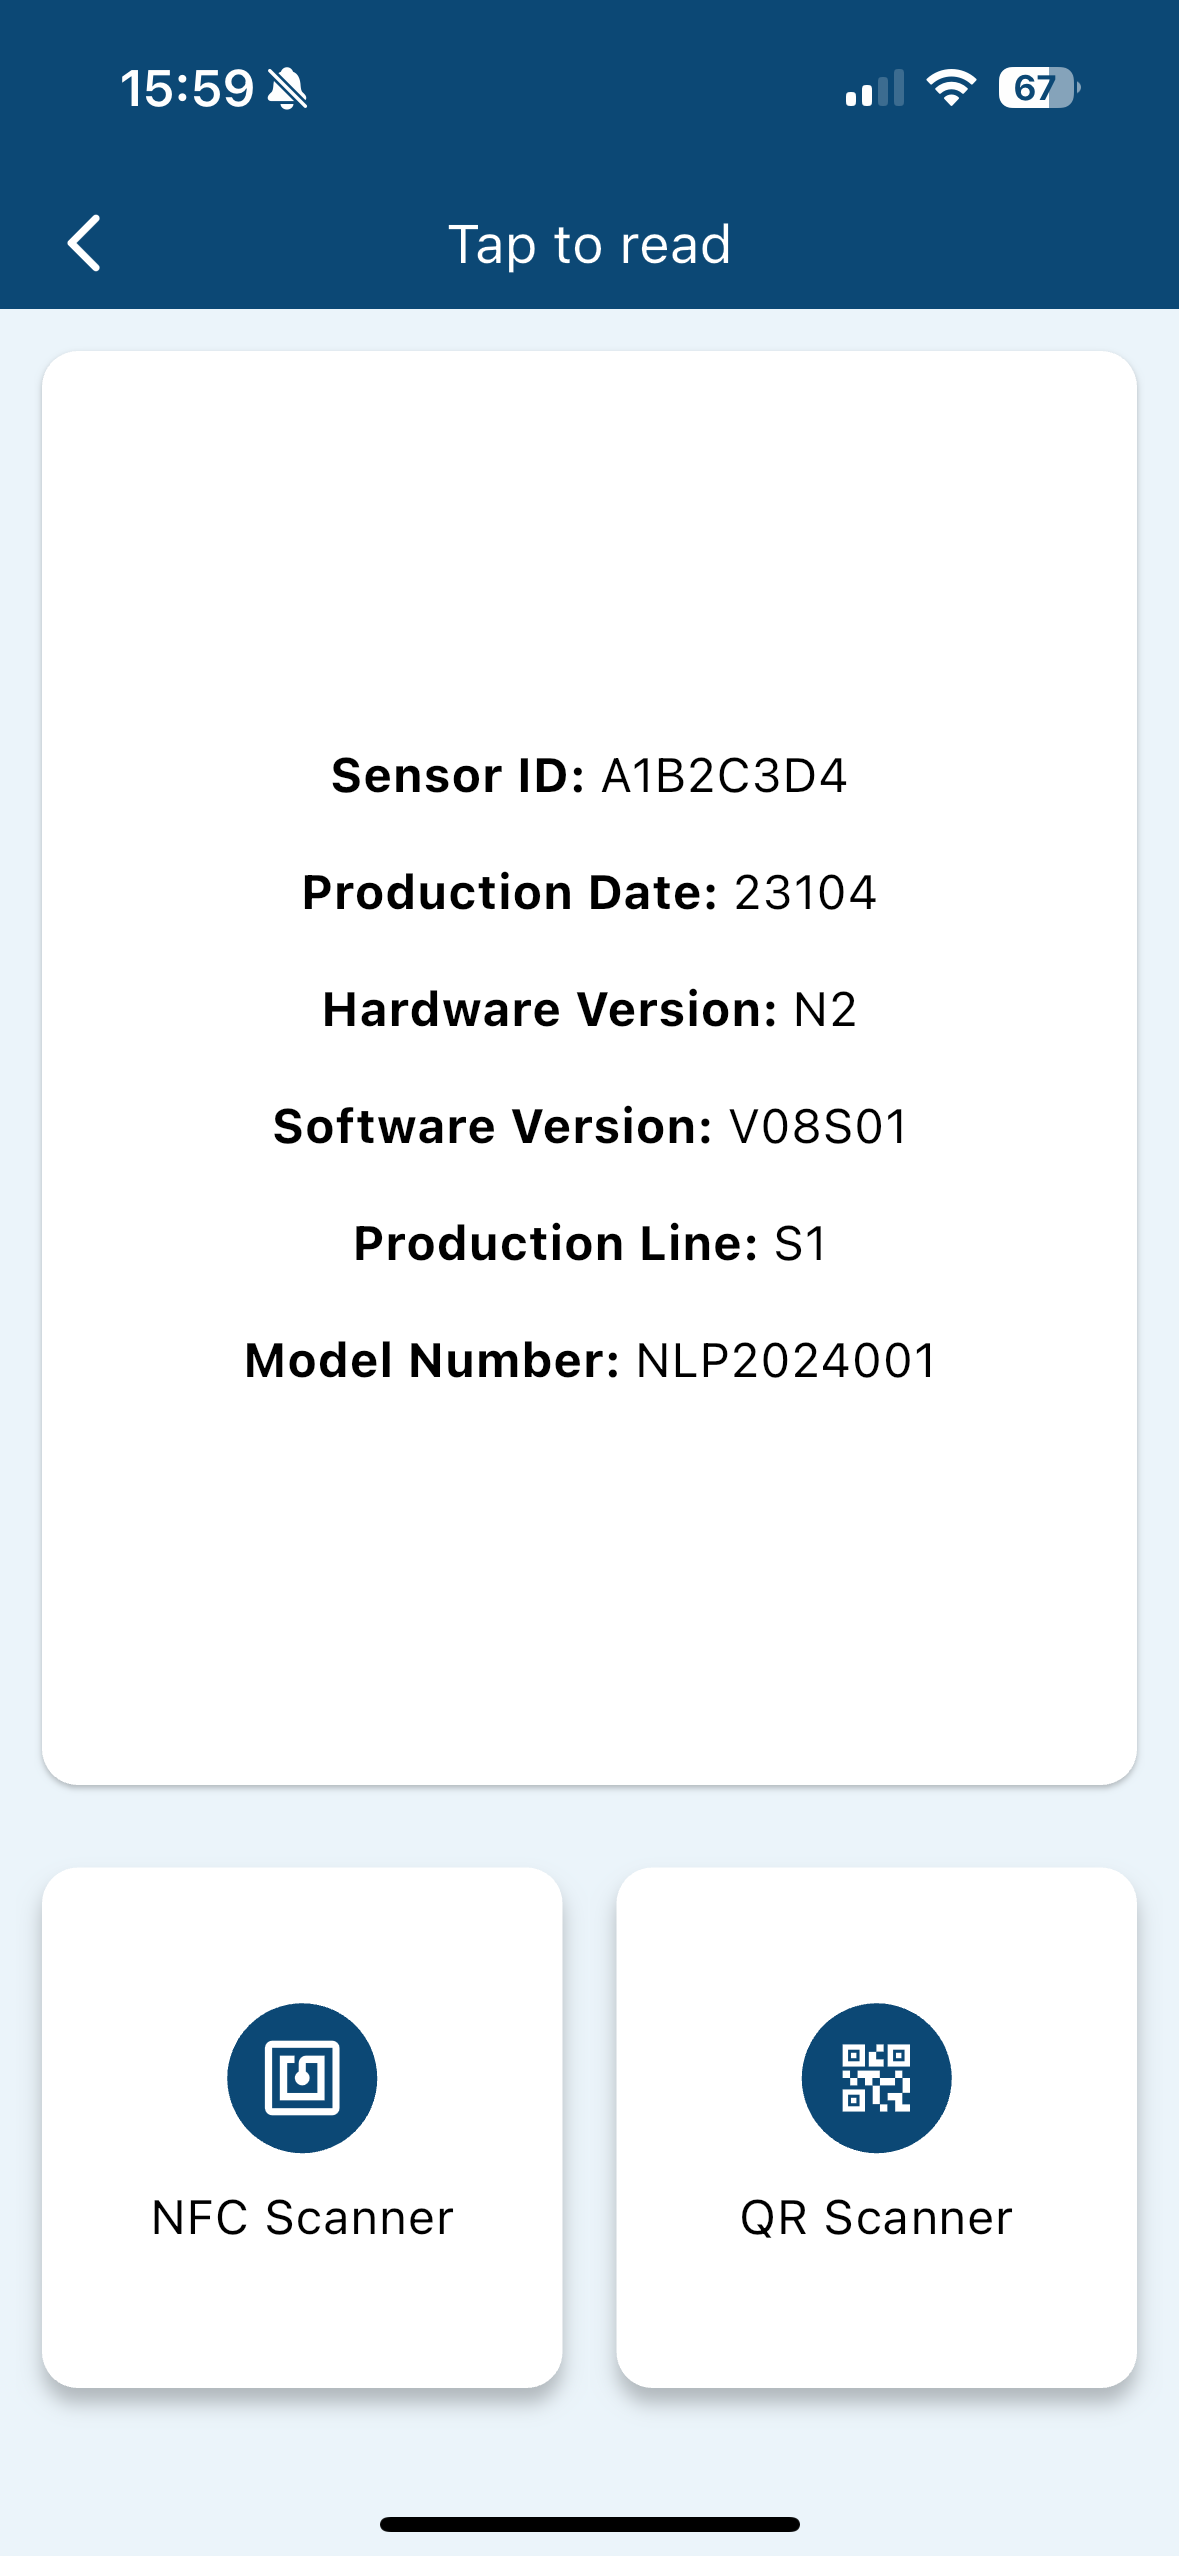 15:59
67
Tap to read
Sensor ID: A1B2C3D4
Production Date: 23104
Hardware Version: N2
Software Version: V08S01
Production Line: S1
Model Number: NLP2024001
NFC Scanner
QR Scanner